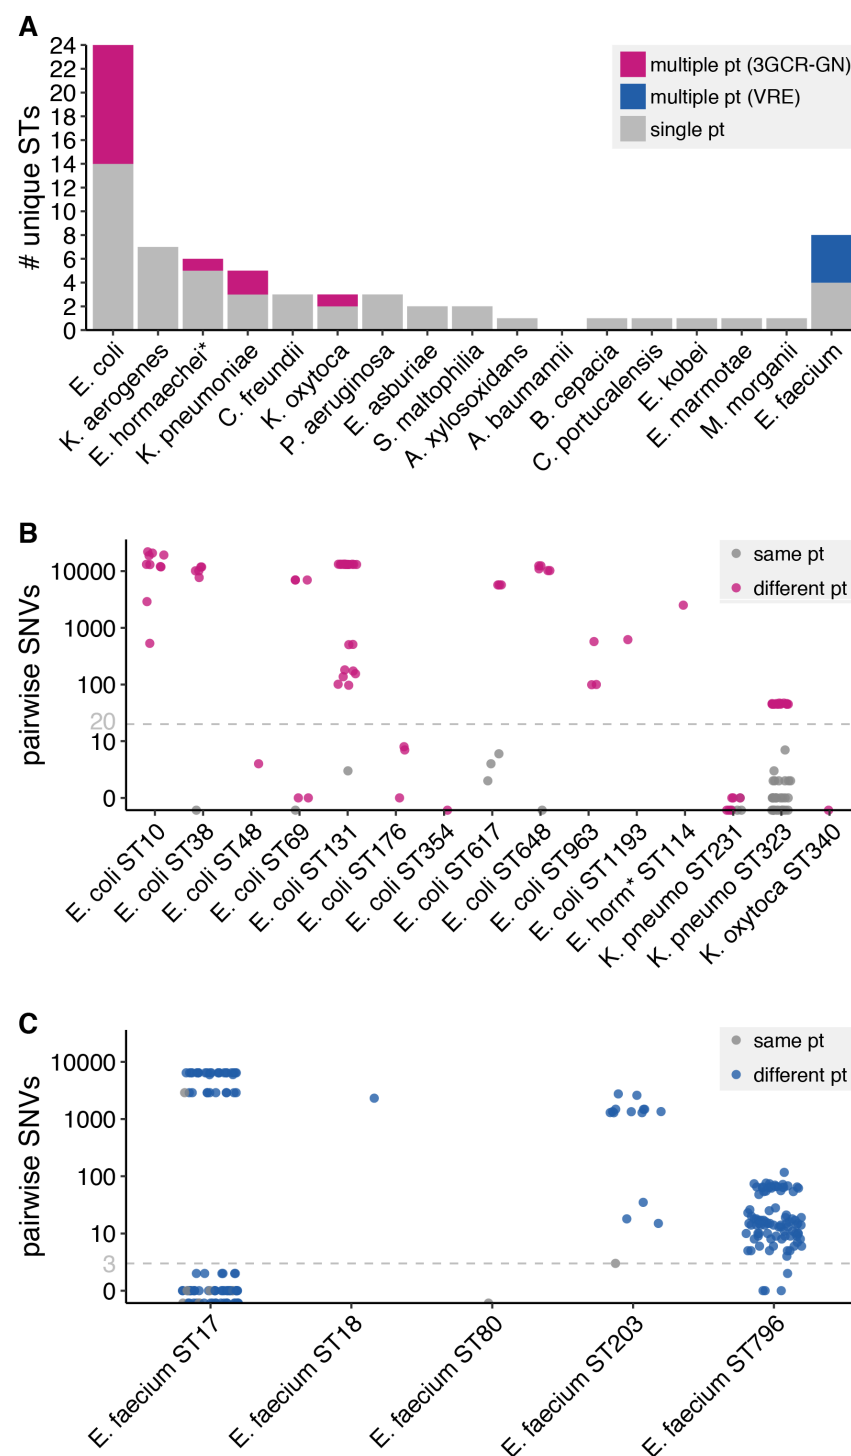 A
# unique STs
24
22
20
18
16
14
12
10
8
6
4
2
0
multiple pt (3GCR-GN)
multiple pt (VRE)
single pt
E. coli
K. aerogenes
E. hormaechei*
K. pneumoniae
C. freundii
K. oxytoca
P. aeruginosa
E. asburiae
S. maltophilia
A. xylosoxidans
A. baumannii
B. cepacia
C. portucalensis
E. kobei
E. marmotae
M. morganii
E. faecium
B
pairwise SNVs
10000
1000
100
20
10
0
same pt
different pt
E. coli ST10
E. coli ST38
E. coli ST48
E. coli ST69
E. coli ST131
E. coli ST176
E. coli ST354
E. coli ST617
E. coli ST648
E. coli ST963
E. coli ST1193
E. horm* ST114
K. pneumo ST231
K. pneumo ST323
K. oxytoca ST340
C
pairwise SNVs
10000
1000
100
10
3
0
same pt
different pt
E. faecium ST17
E. faecium ST18
E. faecium ST80
E. faecium ST203
E. faecium ST796